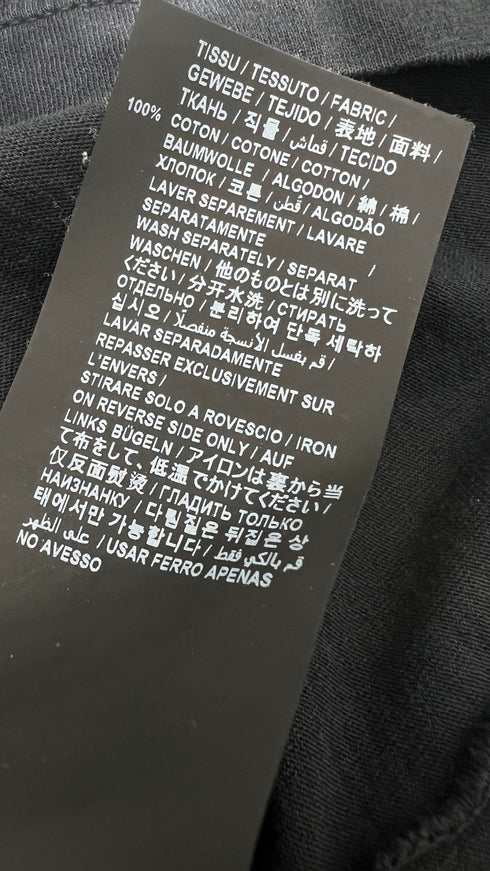 TISSU / TESSUTO / FABRIC /
GEWEBE / TEJIDO / 表地 / 面料 /
ТКАНЬ / 직물 / قماش / TECIDO
100% COTON / COTONE / COTTON /
BAUMWOLLE / ALGODON / 綿 / 棉 /
ХЛОПОК / 코튼 / قطن / ALGODÃO
LAVER SEPAREMENT / LAVARE
SEPARATAMENTE /
WASH SEPARATELY / SEPARAT
WASCHEN / 他のものとは別に洗って
ください / 分开水洗 / СТИРАТЬ
ОТДЕЛЬНО / 분리하여 단독 세탁하
십시오 / قم بغسل الأنسجة منفصلًا /
LAVAR SEPARADAMENTE
REPASSER EXCLUSIVEMENT SUR
L'ENVERS /
STIRARE SOLO A ROVESCIO / IRON
ON REVERSE SIDE ONLY / AUF
LINKS BÜGELN / アイロンは裏から当
て布をして、低温でかけてください /
仅反面熨烫 / ГЛАДИТЬ ТОЛЬКО
НАИЗНАНКУ / 다림질은 뒤집은 상
태에서만 가능합니다 / على الظهر
قم بالكي فقط / USAR FERRO APENAS
NO AVESSO